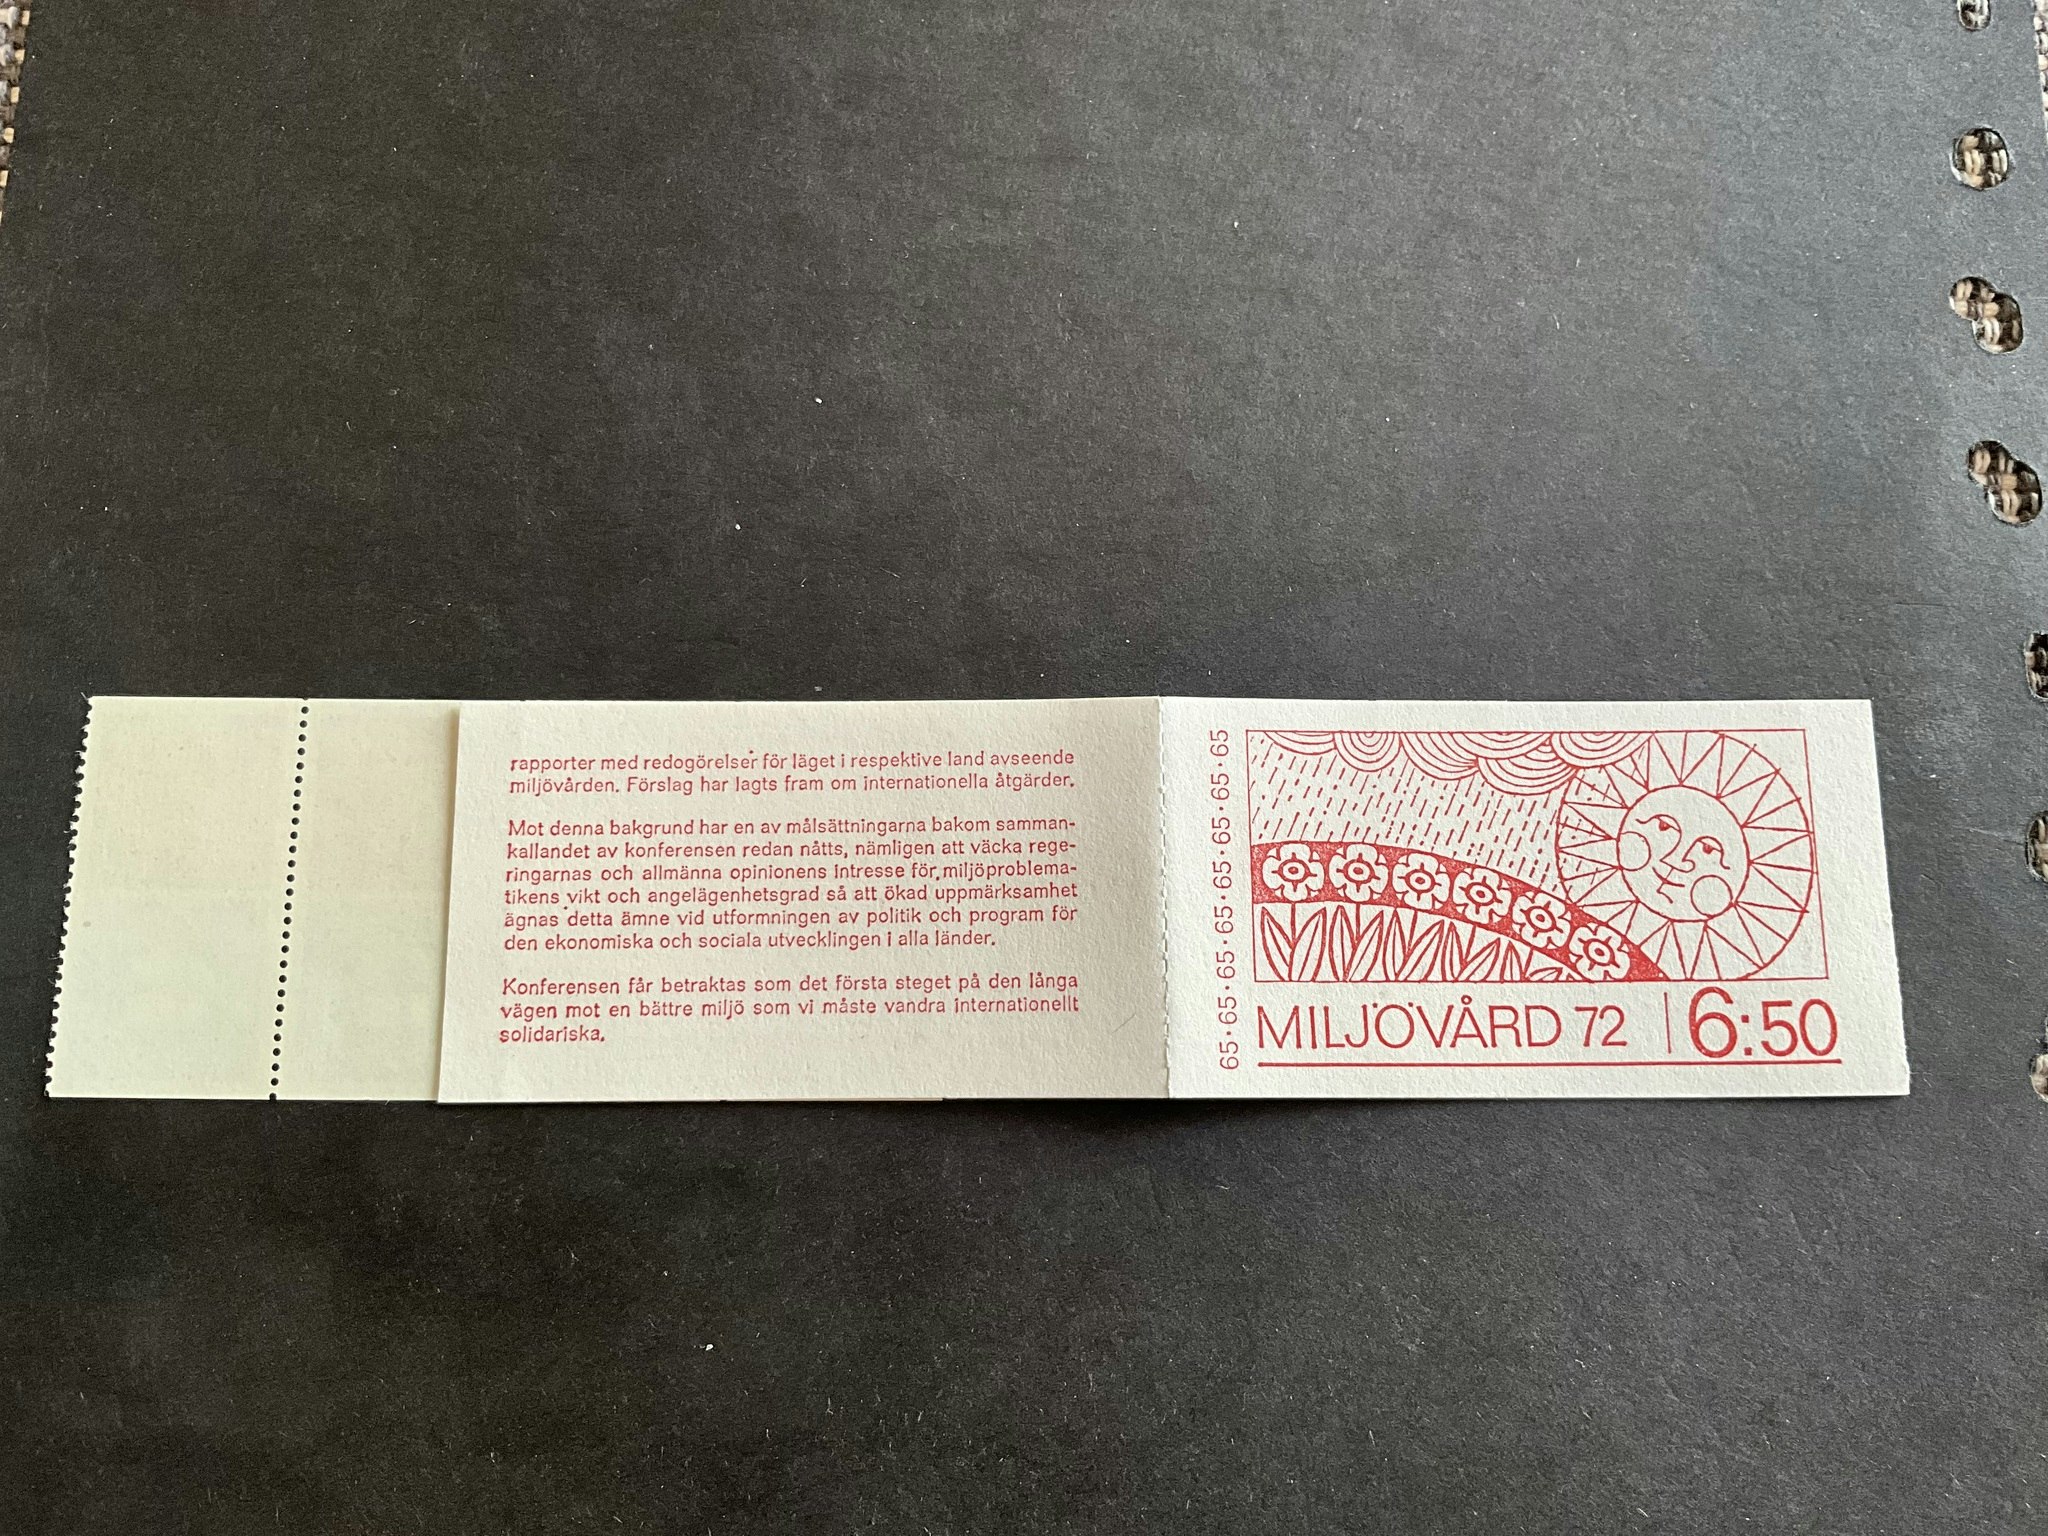 rapporter med redogörelser för läget i respektive land avseende
miljövården. Förslag har lagts fram om internationella åtgärder.
Mot denna bakgrund har en av målsättningarna bakom samman-
kallandet av konferensen redan nåtts, nämligen att väcka rege-
ringarnas och allmänna opinionens intresse för, miljöproblema-
tikens vikt och angelägenhetsgrad så att ökad uppmärksamhet
ägnas detta ämne vid utformningen av politik och program för
den ekonomiska och sociala utvecklingen i alla länder.
Konferensen får betraktas som det första steget på den långa
vägen mot en bättre miljö som vi måste vandra internationellt
solidariska.
65·65·65·65·65·65·65·65
MILJÖVÅRD 72 | 6:50